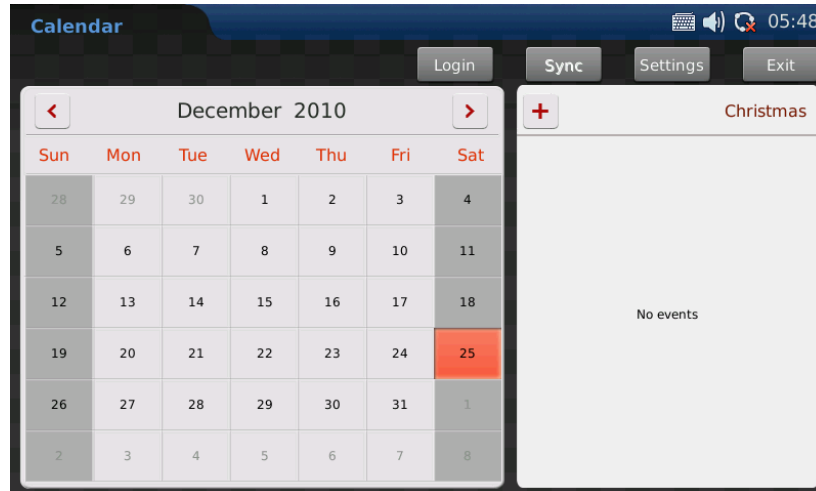 Calendar 05:48
Login Sync Settings Exit
December 2010 Christmas
Sun Mon Tue Wed Thu Fri Sat
28 29 30 1 2 3 4
5 6 7 8 9 10 11
12 13 14 15 16 17 18
No events
19 20 21 22 23 24 25
26 27 28 29 30 31 1
2 3 4 5 6 7 8